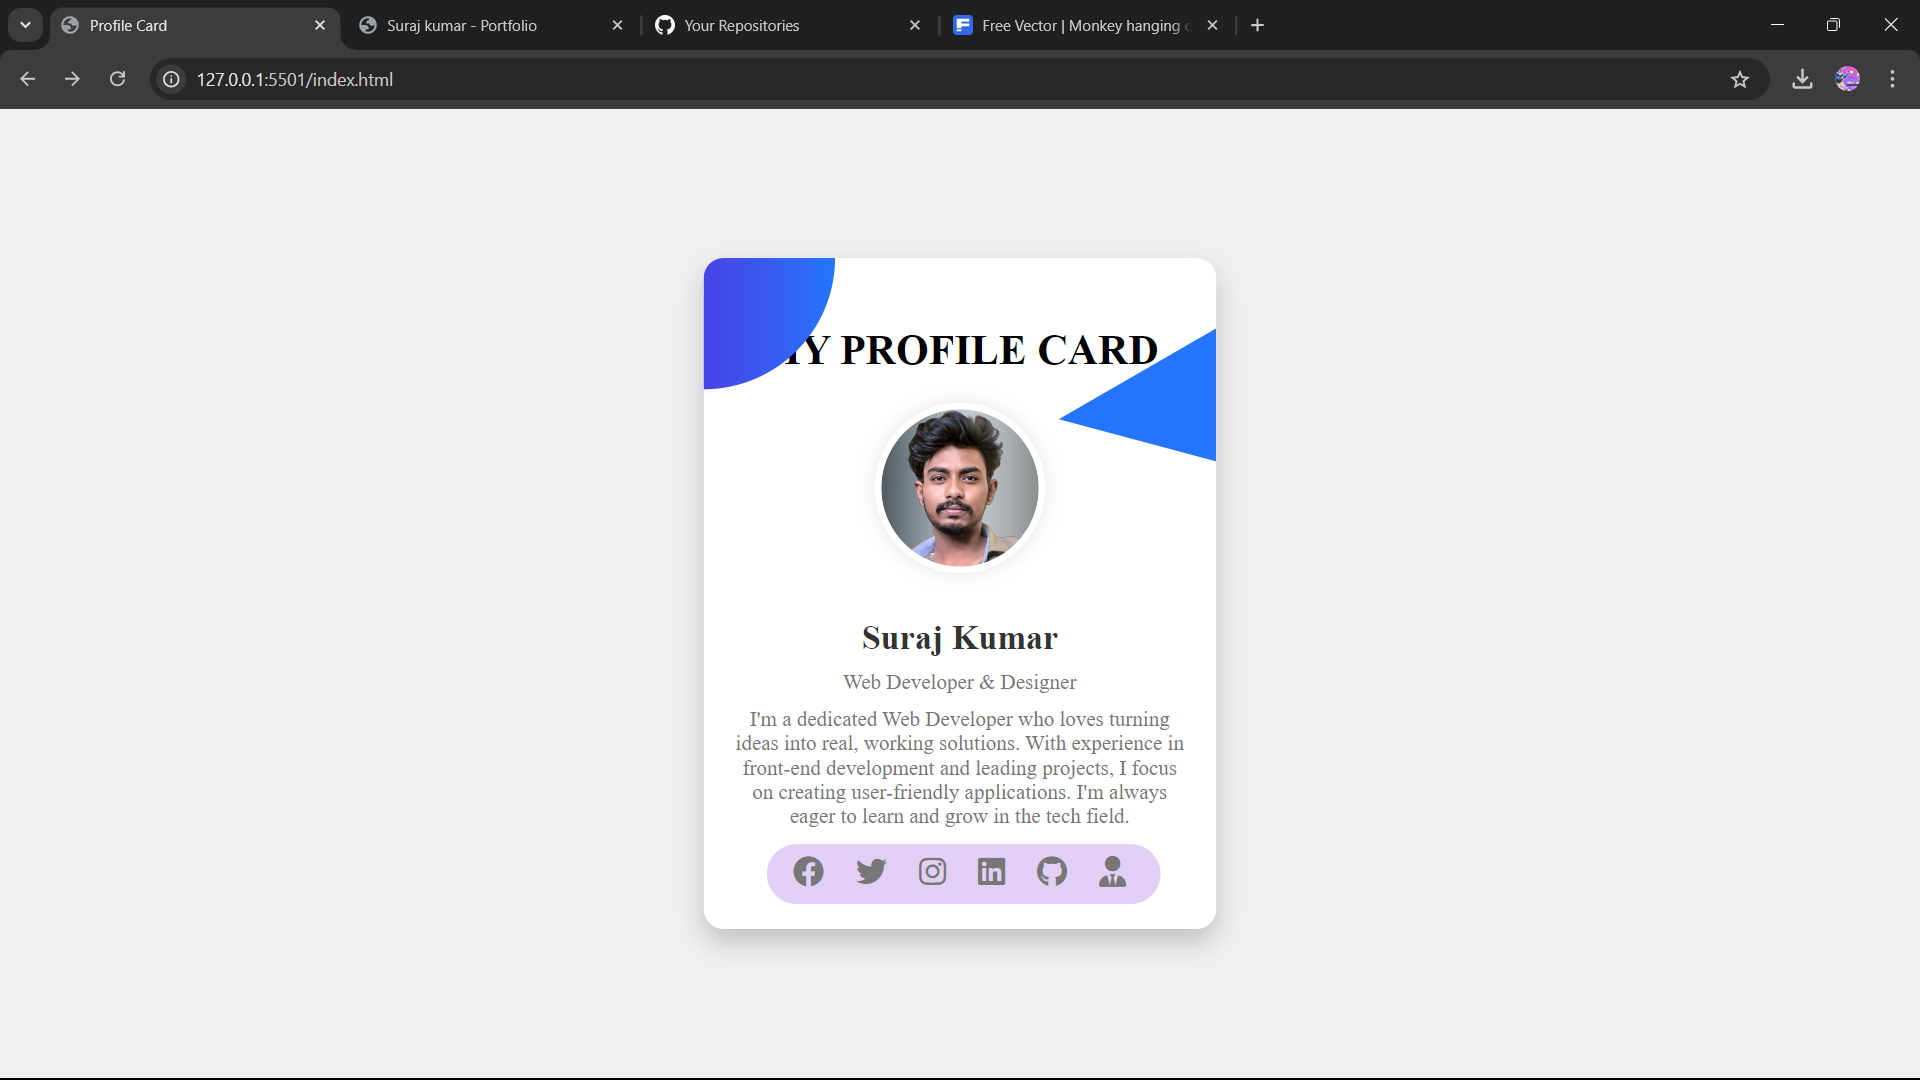 Profile Card
Suraj kumar - Portfolio
Your Repositories
Free Vector | Monkey hanging
127.0.0.1:5501/index.html
PROFILE CARD
Suraj Kumar
Web Developer & Designer
I'm a dedicated Web Developer who loves turning
ideas into real, working solutions. With experience in
front-end development and leading projects, I focus
on creating user-friendly applications. I'm always
eager to learn and grow in the tech field.